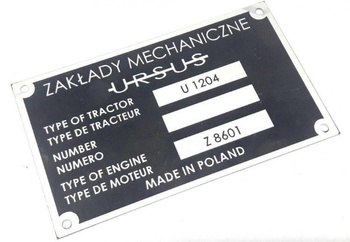 ZAKŁADY MECHANICZNE
URSUS
TYPE OF TRACTOR
TYPE DE TRACTEUR
U 1204
NUMBER
NUMERO
TYPE OF ENGINE
TYPE DE MOTEUR
Z 8601
MADE IN POLAND